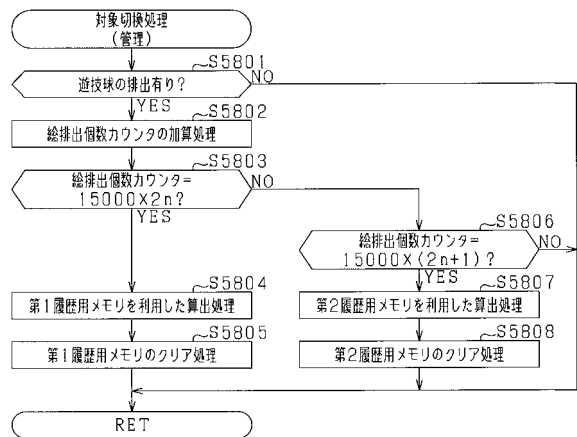 対象切換処理
(管理)
S5801
遊技球の排出有り？
NO
YES
S5802
総排出個数カウンタの加算処理
S5803
総排出個数カウンタ=
15000×2n?
NO
YES
S5806
総排出個数カウンタ=
15000×(2n+1)?
NO
YES
S5804
第1履歴用メモリを利用した算出処理
S5807
第2履歴用メモリを利用した算出処理
S5805
第1履歴用メモリのクリア処理
S5808
第2履歴用メモリのクリア処理
RET